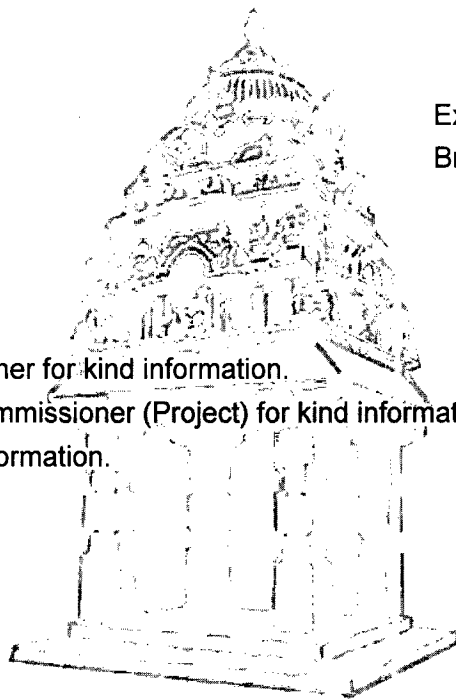 Ex
Br
ner for kind information.
mmissioner (Project) for kind informat
ormation.